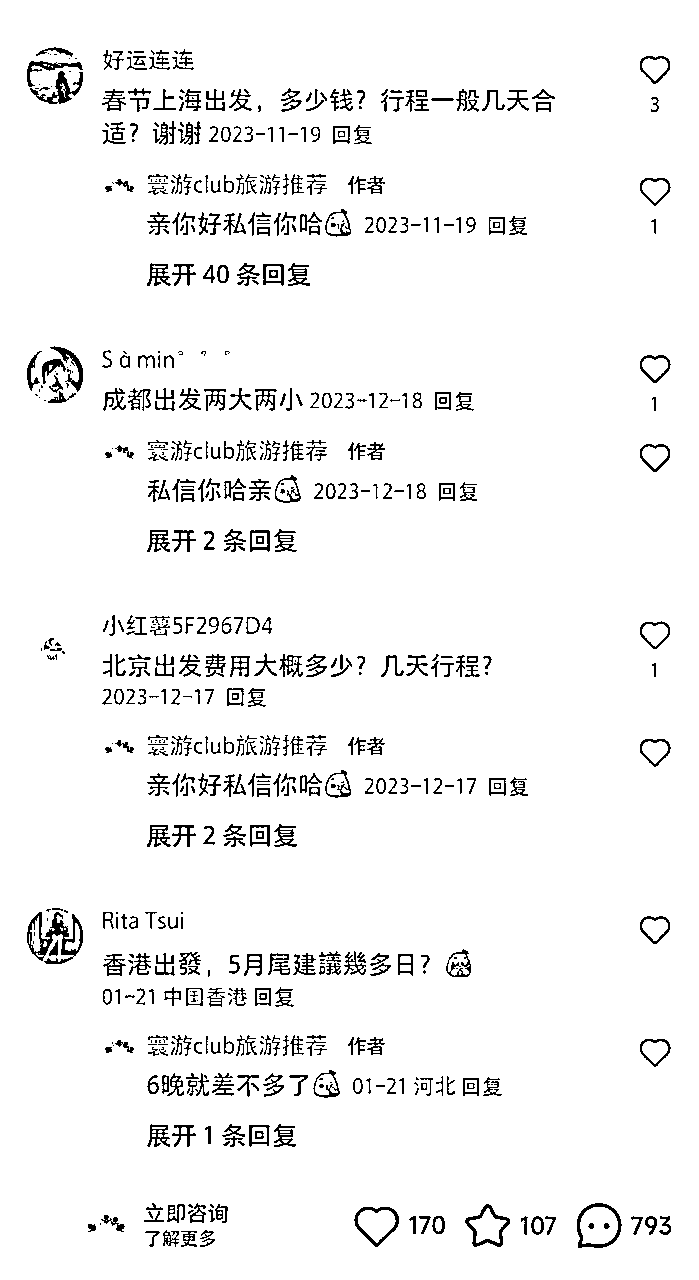 好运连连
春节上海出发，多少钱？行程一般几天合
3
适？谢谢 2023-11-19 回复
寰游club旅游推荐 作者
亲你好私信你哈 2023-11-19 回复
1
展开 40 条回复
S à min° ° °
成都出发两大两小 2023-12-18 回复
1
寰游club旅游推荐 作者
私信你哈亲 2023-12-18 回复
展开 2 条回复
小红薯5F2967D4
北京出发费用大概多少？几天行程？
1
2023-12-17 回复
寰游club旅游推荐 作者
亲你好私信你哈 2023-12-17 回复
展开 2 条回复
Rita Tsui
香港出發，5月尾建議幾多日？
01-21 中国香港 回复
寰游club旅游推荐 作者
6晚就差不多了 01-21 河北 回复
展开 1 条回复
立即咨询
了解更多
170 107 793